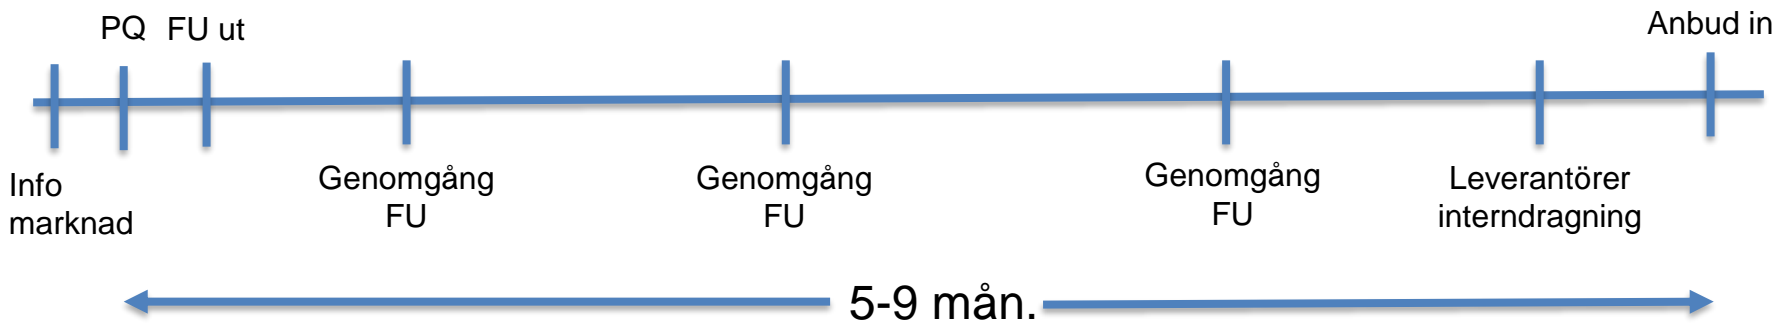 PQ
FU ut
Anbud in
Info
marknad
Genomgång
FU
Genomgång
FU
Genomgång
FU
Leverantörer
interndragning
5-9 mån.